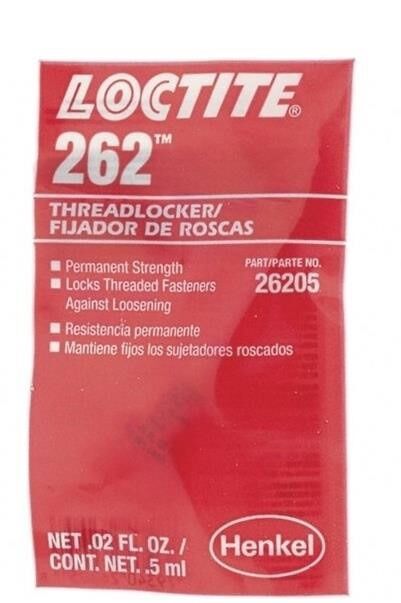 LOCTITE®
262™
THREADLOCKER/
FIJADOR DE ROSCAS
Permanent Strength
Locks Threaded Fasteners
Against Loosening
PART/PARTE NO.
26205
Resistencia permanente
Mantiene fijos los sujetadores roscados
NET .02 FL. OZ. /
CONT. NET. .5 ml
Henkel